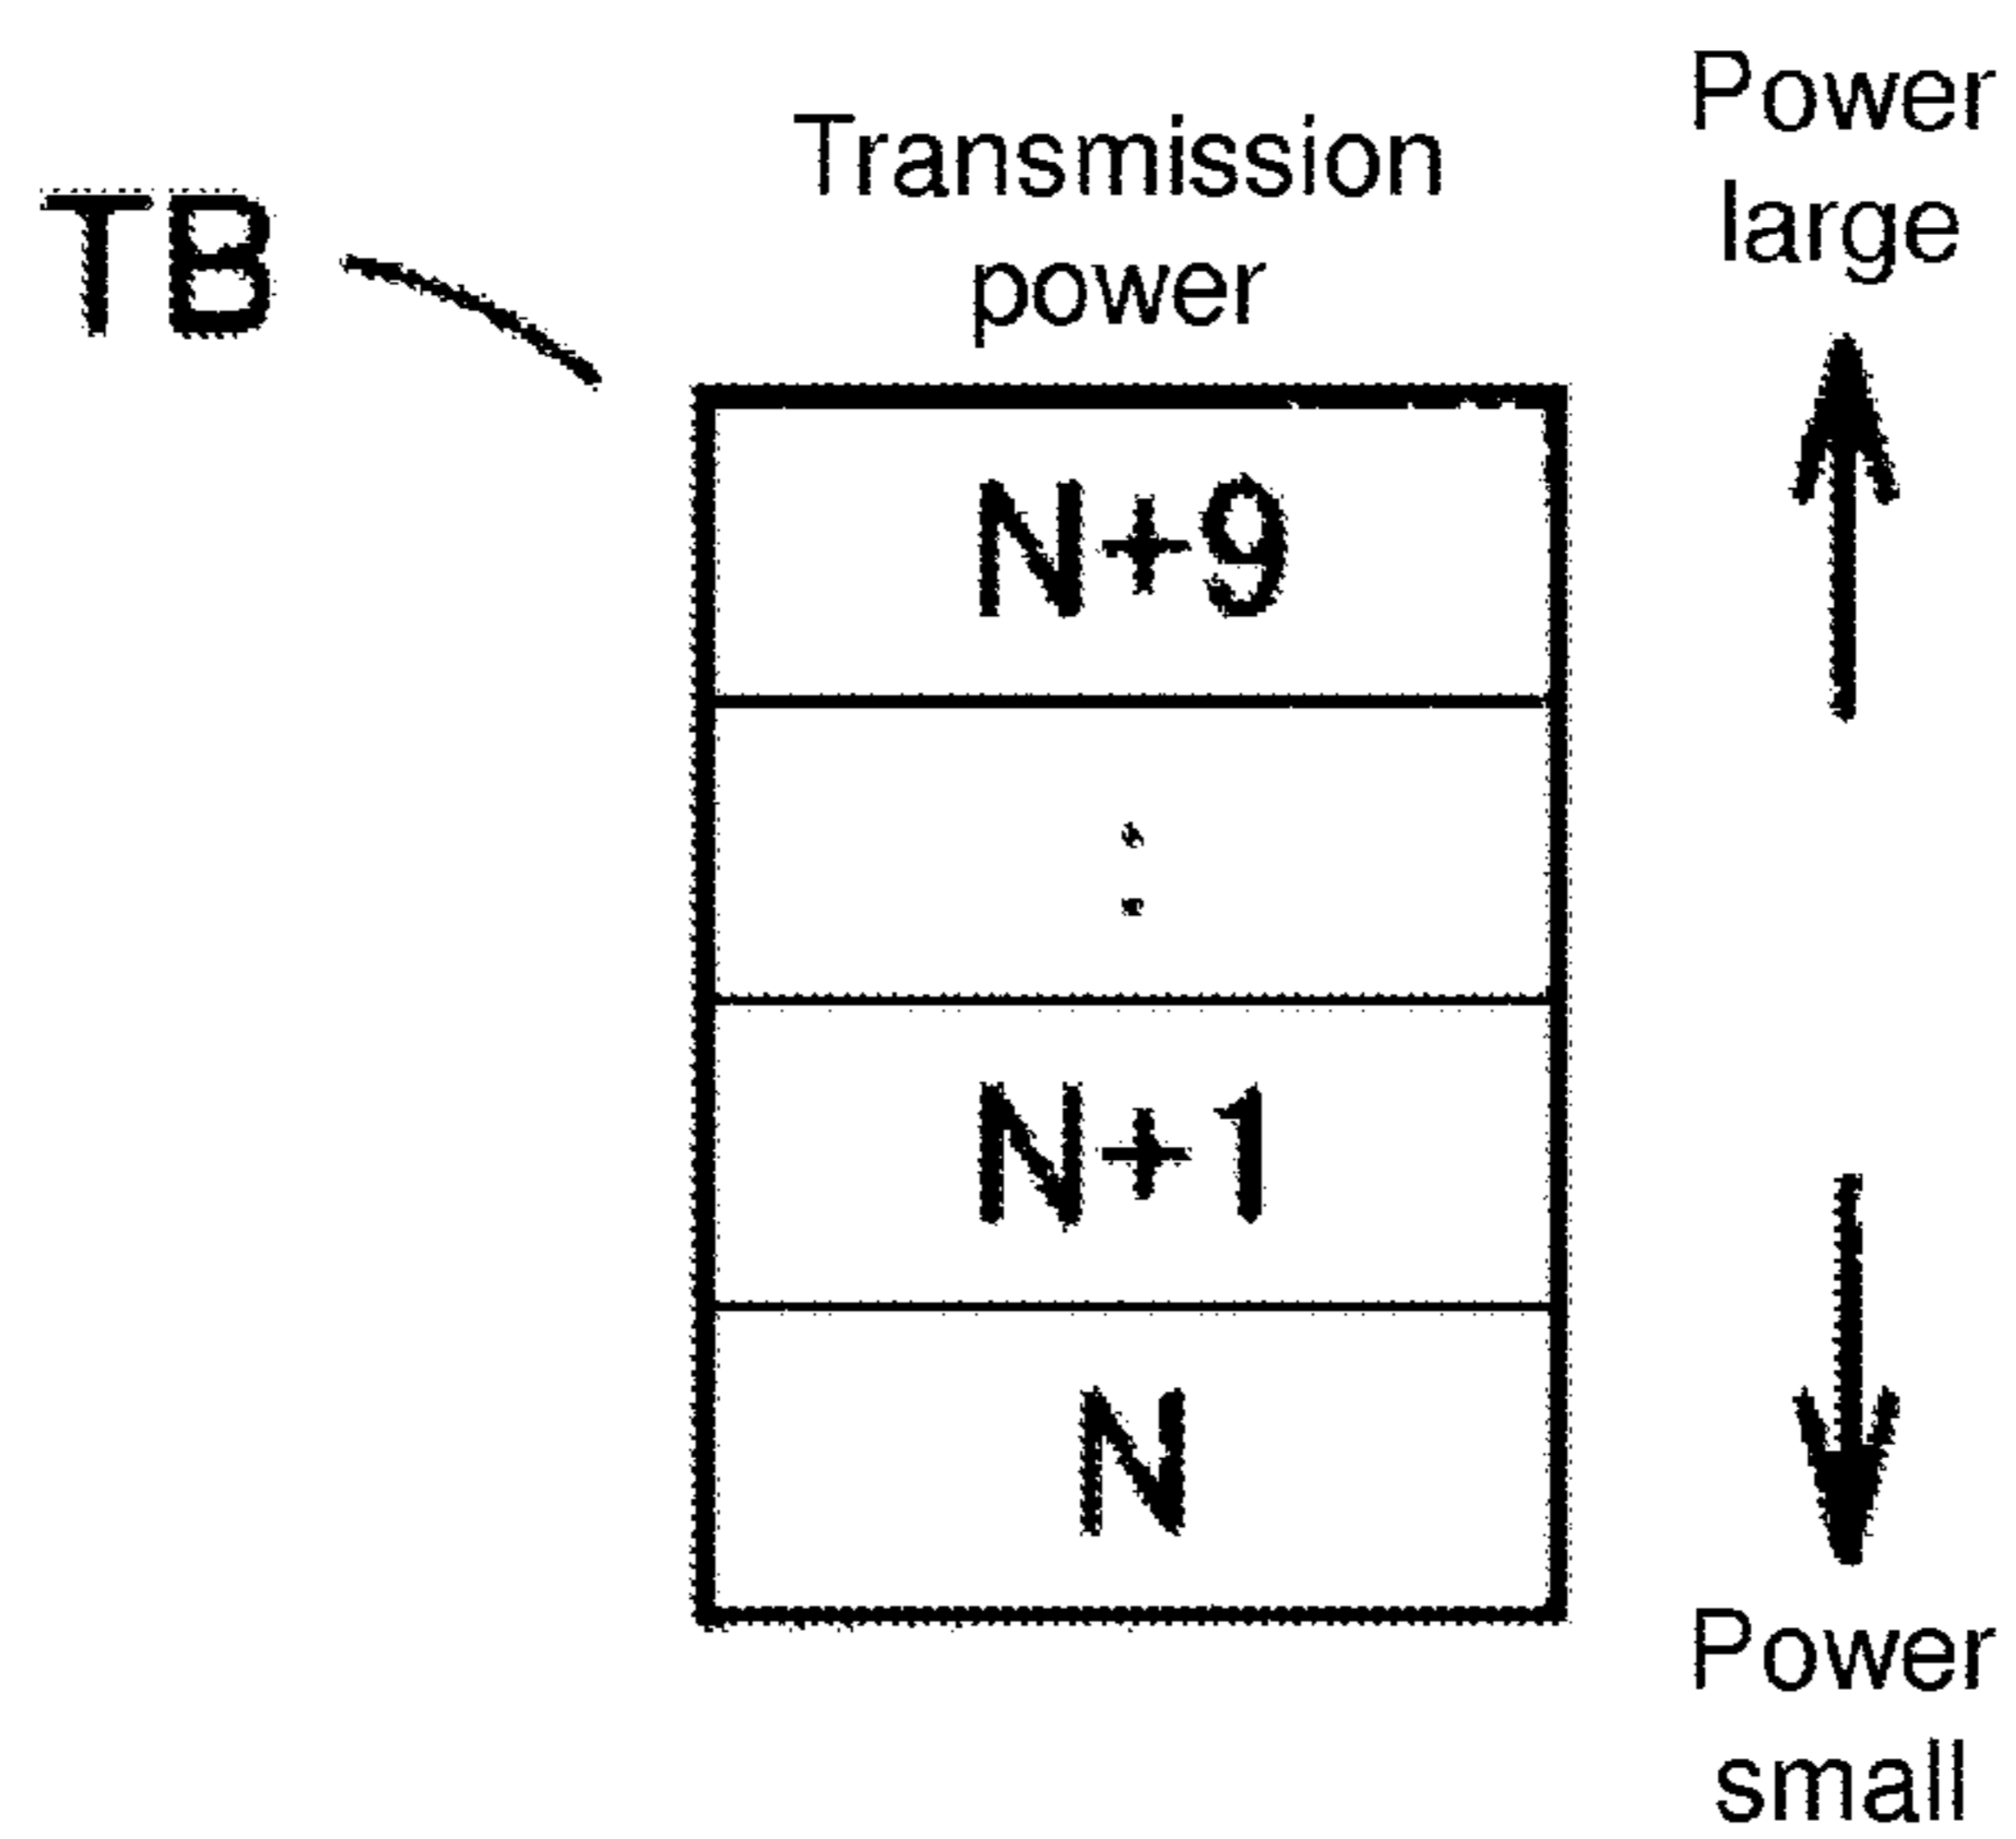 TB
Transmission
power
Power
large
N+9
:
N+1
N
Power
small